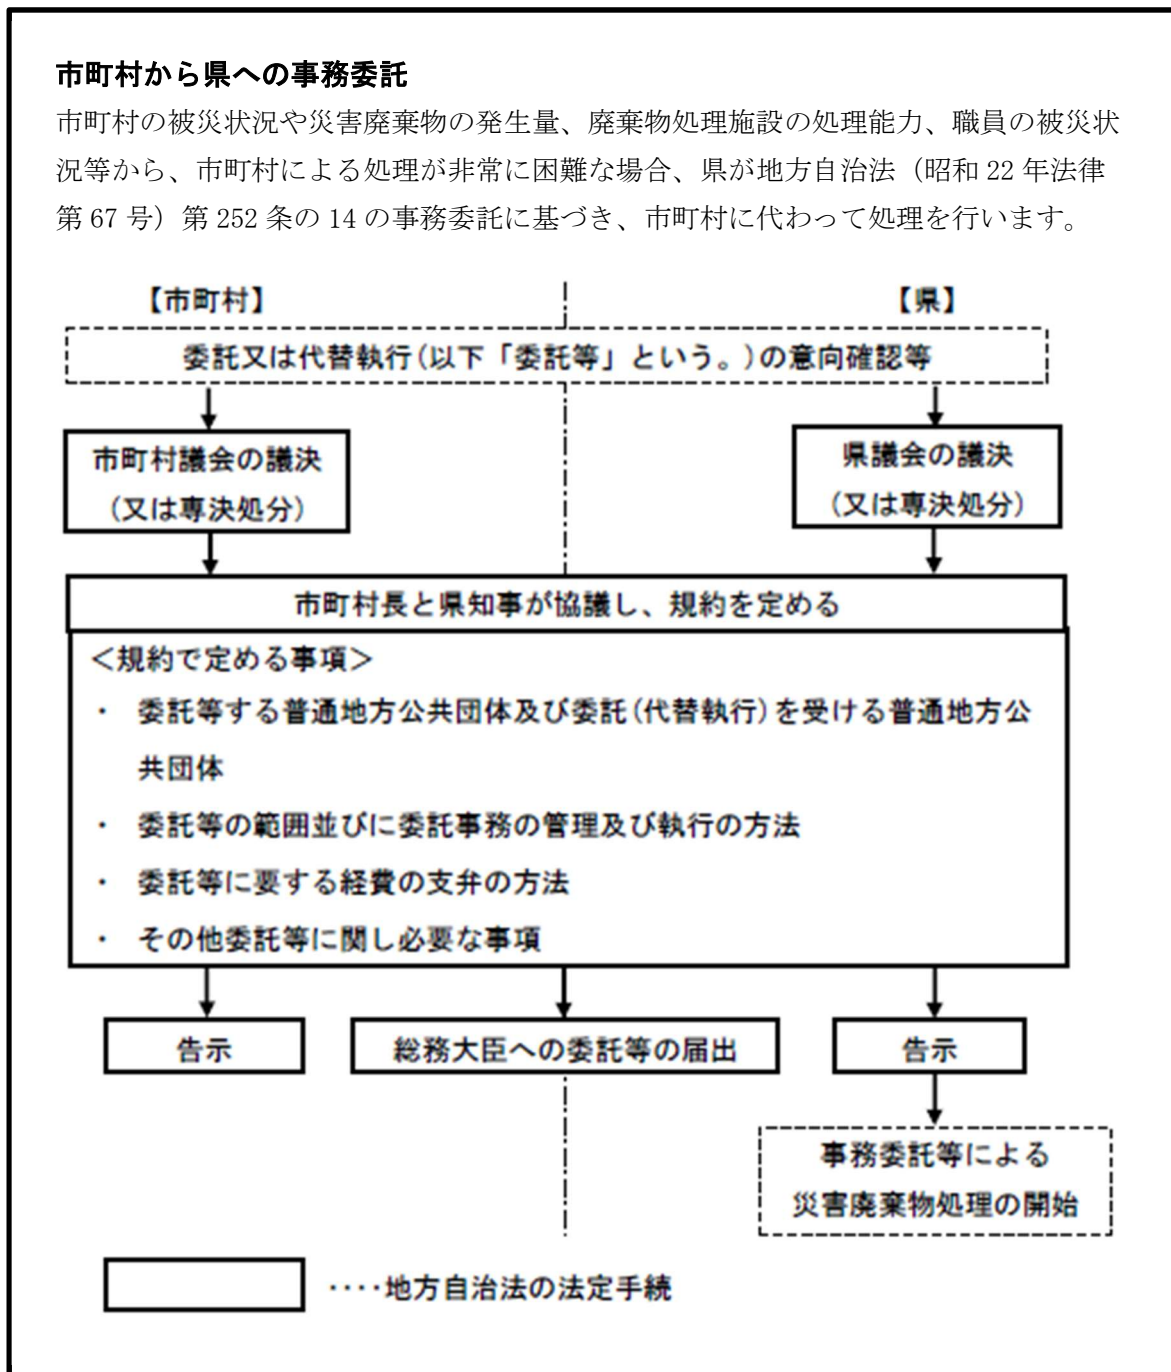 市町村から県への事務委託
市町村の被災状況や災害廃棄物の発生量、廃棄物処理施設の処理能力、職員の被災状
況等から、市町村による処理が非常に困難な場合、県が地方自治法（昭和 22 年法律
第 67 号）第 252 条の 14 の事務委託に基づき、市町村に代わって処理を行います。
【市町村】
【県】
委託又は代替執行(以下「委託等」という。)の意向確認等
市町村議会の議決
(又は専決処分)
県議会の議決
(又は専決処分)
市町村長と県知事が協議し、規約を定める
＜規約で定める事項＞
・ 委託等する普通地方公共団体及び委託(代替執行)を受ける普通地方公
共団体
・ 委託等の範囲並びに委託事務の管理及び執行の方法
・ 委託等に要する経費の支弁の方法
・ その他委託等に関し必要な事項
告示
総務大臣への委託等の届出
告示
事務委託等による
災害廃棄物処理の開始
････地方自治法の法定手続